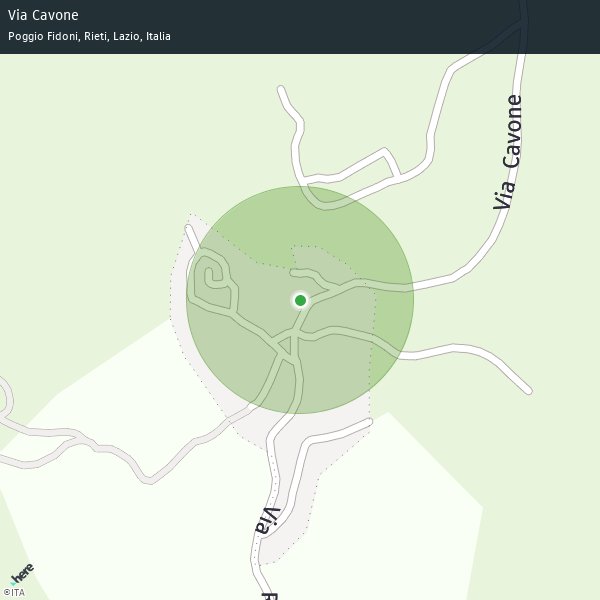 Via Cavone
Poggio Fidoni, Rieti, Lazio, Italia
Via Cavone
Via
here
©ITA